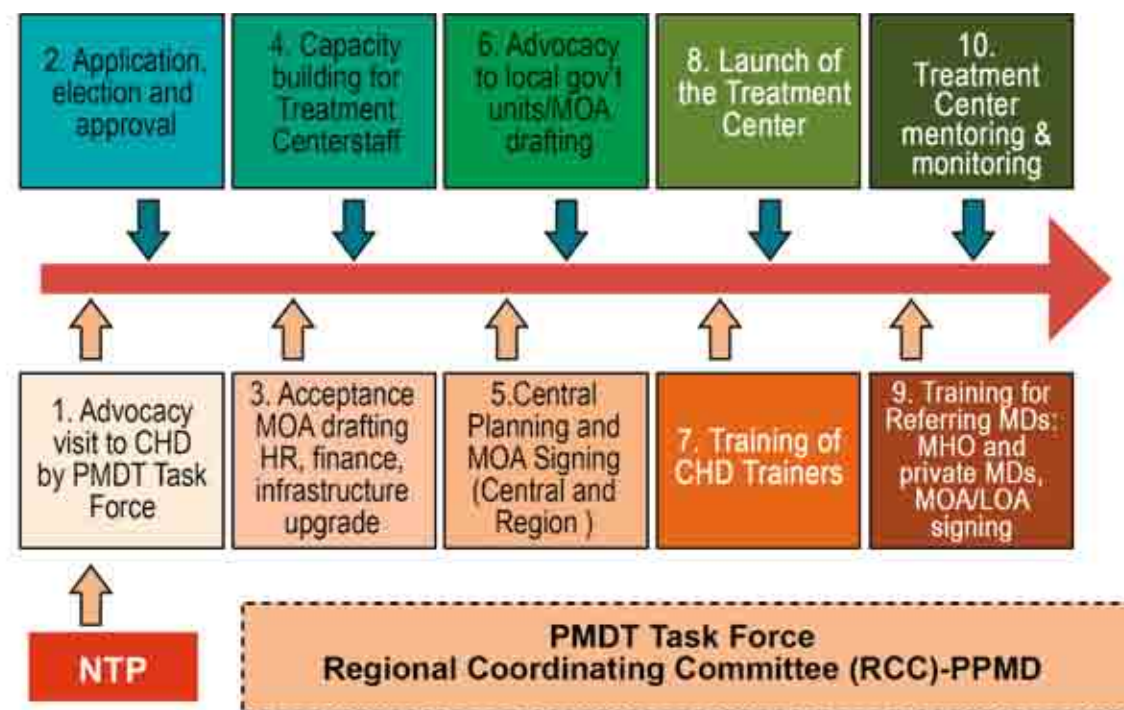 2. Application,
election and
approval
4. Capacity
building for
Treatment
Centerstaff
6. Advocacy
to local gov't
units/MOA
drafting
8. Launch of
the Treatment
Center
10.
Treatment
Center
mentoring &
monitoring
1. Advocacy
visit to CHD
by PMDT Task
Force
3. Acceptance
MOA drafting
HR, finance,
infrastructure
upgrade
5.Central
Planning and
MOA Signing
(Central and
Region )
7. Training of
CHD Trainers
9. Training for
Referring MDs:
MHO and
private MDs,
MOA/LOA
signing
NTP
PMDT Task Force
Regional Coordinating Committee (RCC)-PPMD